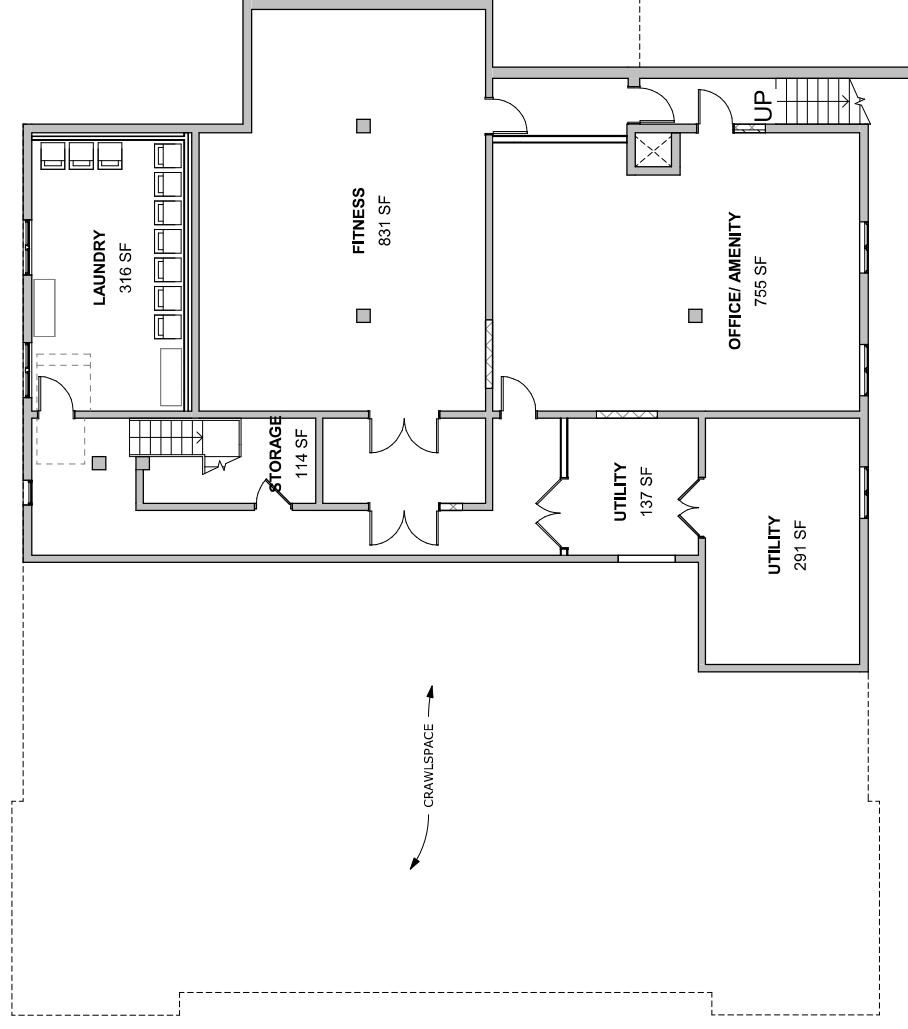 UP
FITNESS
831 SF
LAUNDRY
316 SF
OFFICE/ AMENITY
755 SF
STORAGE
114 SF
UTILITY
137 SF
UTILITY
291 SF
CRAWLSPACE